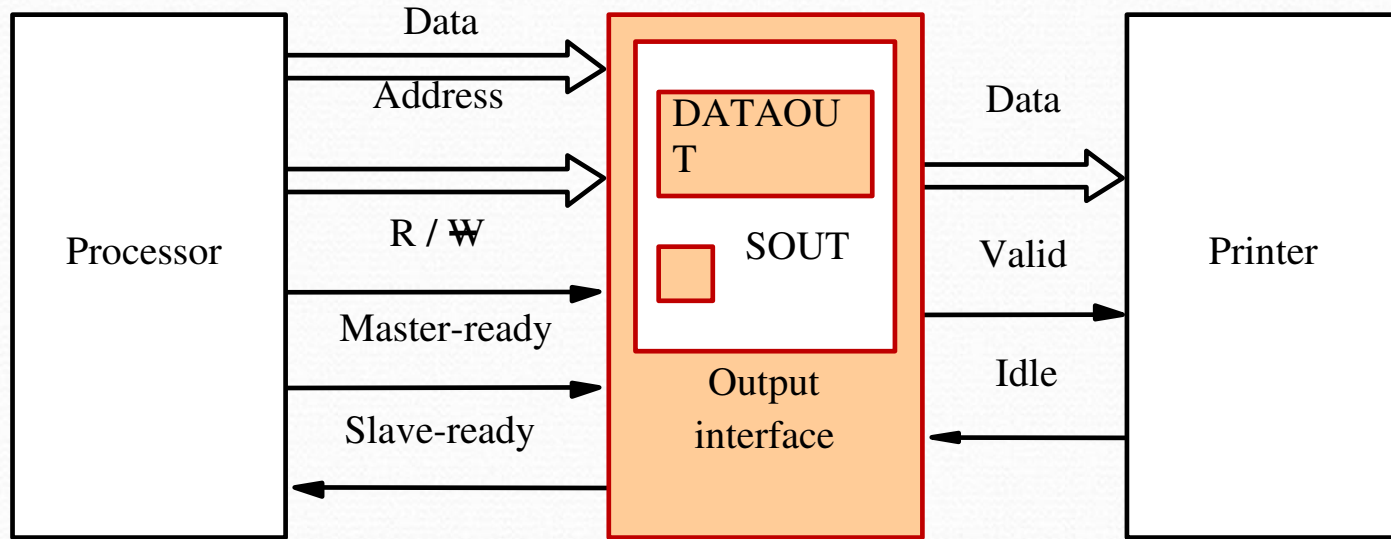 Data
Address
R / W
Master-ready
Slave-ready
Processor
DATAOU
T
SOUT
Output
interface
Data
Valid
Idle
Printer